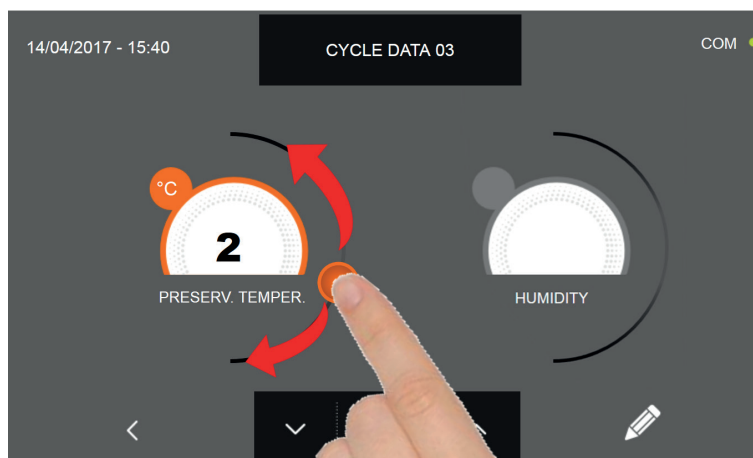 14/04/2017 - 15:40
CYCLE DATA 03
COM
°C
2
PRESERV. TEMPER.
HUMIDITY